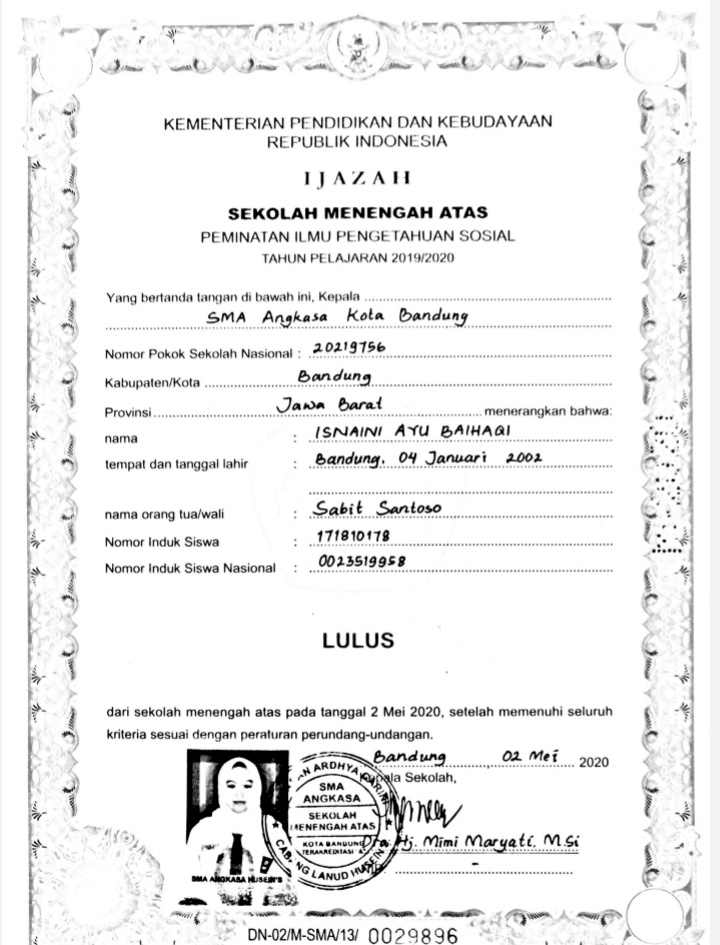 KEMENTERIAN PENDIDIKAN DAN KEBUDAYAAN
REPUBLIK INDONESIA
IJAZAH
SEKOLAH MENENGAH ATAS
PEMINATAN ILMU PENGETAHUAN SOSIAL
TAHUN PELAJARAN 2019/2020
Yang bertanda tangan di bawah ini, Kepala
SMA Angkasa Kota Bandung
Nomor Pokok Sekolah Nasional : 20219756
Kabupaten/Kota Bandung
Provinsi Jawa Barat menerangkan bahwa:
nama : ISNAINI AYU BAIHAQI
tempat dan tanggal lahir : Bandung, 04 Januari 2002
nama orang tua/wali : Sabit Santoso
Nomor Induk Siswa : 171810178
Nomor Induk Siswa Nasional : 0023519958
LULUS
dari sekolah menengah atas pada tanggal 2 Mei 2020, setelah memenuhi seluruh
kriteria sesuai dengan peraturan perundang-undangan.
Bandung, 02 Mei 2020
Kepala Sekolah,
SMA
ANGKASA
SEKOLAH
MENENGAH ATAS
KOTA BANDUNG
TERAKREDITASI A
CABANG LANUD HUSEIN
Dra. Hj. Mimi Maryati, M.Si
-
SMA ANGKASA HUSEIN'S
DN-02/M-SMA/13/ 0029896